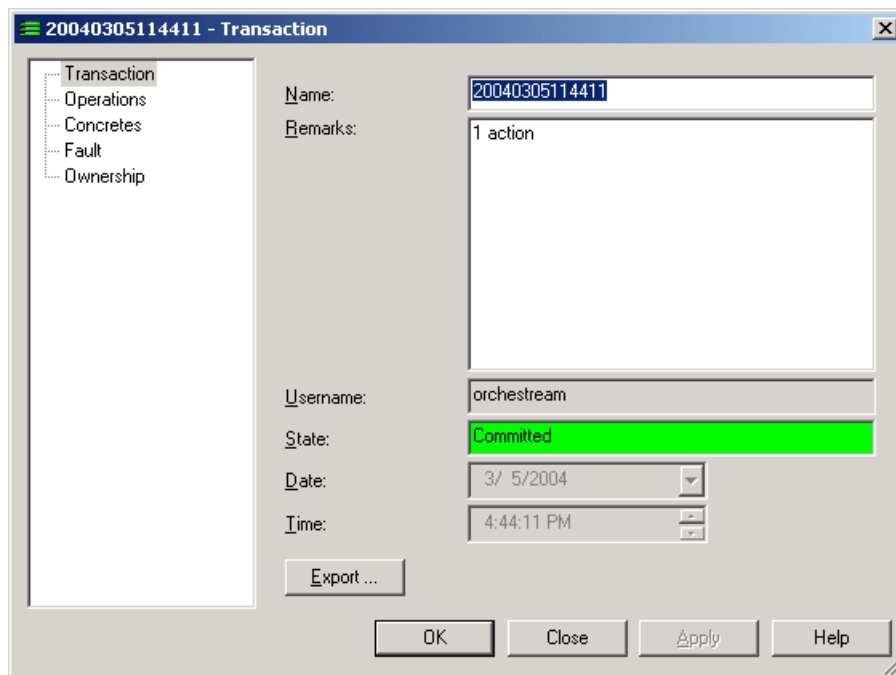 20040305114411 - Transaction
Transaction
Operations
Concretes
Fault
Ownership
Name: 20040305114411
Remarks: 1 action
Username: orchestream
State: Committed
Date: 3/ 5/2004
Time: 4:44:11 PM
Export ...
OK Close Apply Help